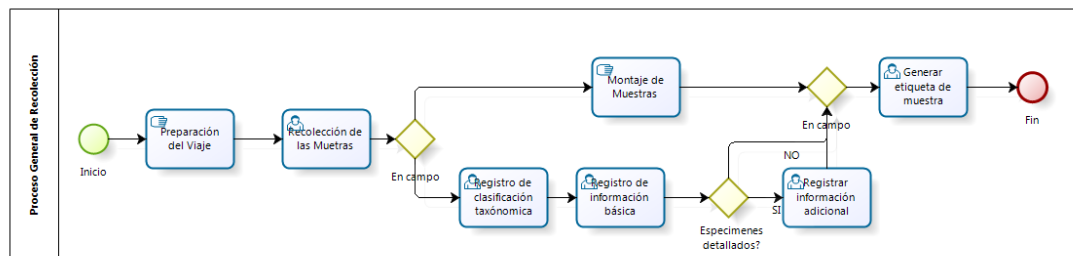 Proceso General de Recolección
Inicio
Preparación
del Viaje
Recolección de
las Muetras
En campo
Montaje de
Muestras
Registro de
clasificación
taxónomica
Registro de
información
básica
Especimenes
detallados?
NO
SI
Registrar
información
adicional
En campo
Generar
etiqueta de
muestra
Fin